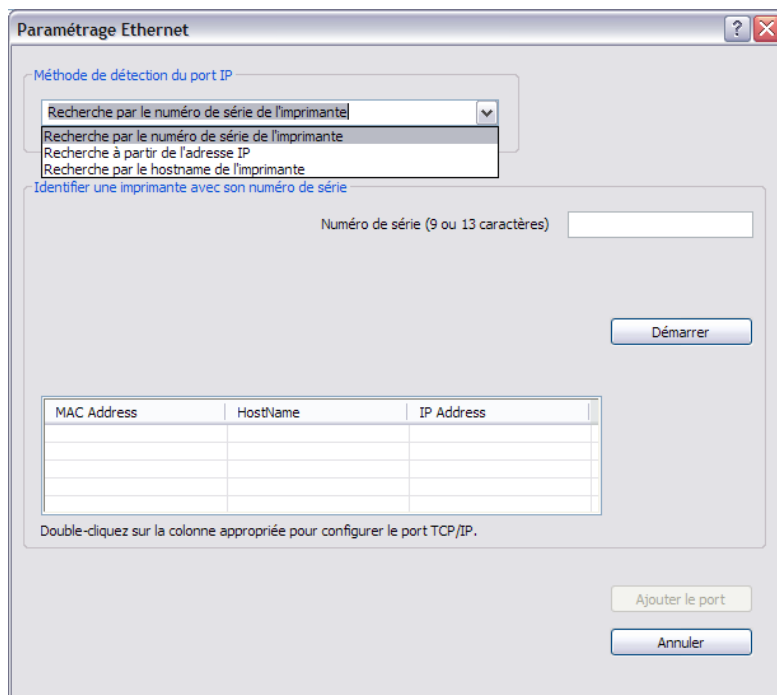 Paramétrage Ethernet
?
Méthode de détection du port IP
Recherche par le numéro de série de l'imprimante
Recherche par le numéro de série de l'imprimante
Recherche à partir de l'adresse IP
Recherche par le hostname de l'imprimante
Identifier une imprimante avec son numéro de série
Numéro de série (9 ou 13 caractères)
Démarrer
MAC Address HostName IP Address
Double-cliquez sur la colonne appropriée pour configurer le port TCP/IP.
Ajouter le port
Annuler